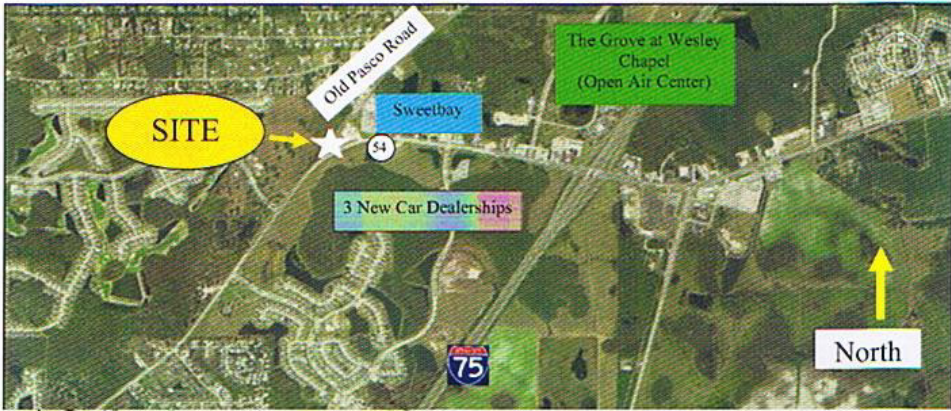 Old Pasco Road
The Grove at Wesley
Chapel
(Open Air Center)
SITE
Sweetbay
54
3 New Car Dealerships
75
North